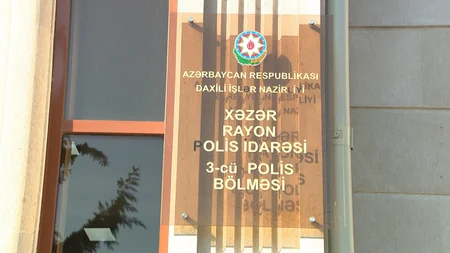 AZƏRBAYCAN RESPUBLİKASI
DAXİLİ İŞLƏR NAZİRLİYİ
XƏZƏR
RAYON
POLİS İDARƏSİ
3-cü POLİS
BÖLMƏSİ